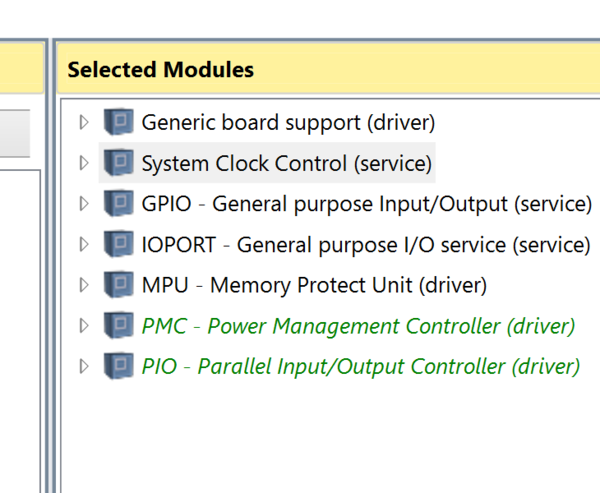 Selected Modules
Generic board support (driver)
System Clock Control (service)
GPIO - General purpose Input/Output (service)
IOPORT - General purpose I/O service (service)
MPU - Memory Protect Unit (driver)
PMC - Power Management Controller (driver)
PIO - Parallel Input/Output Controller (driver)